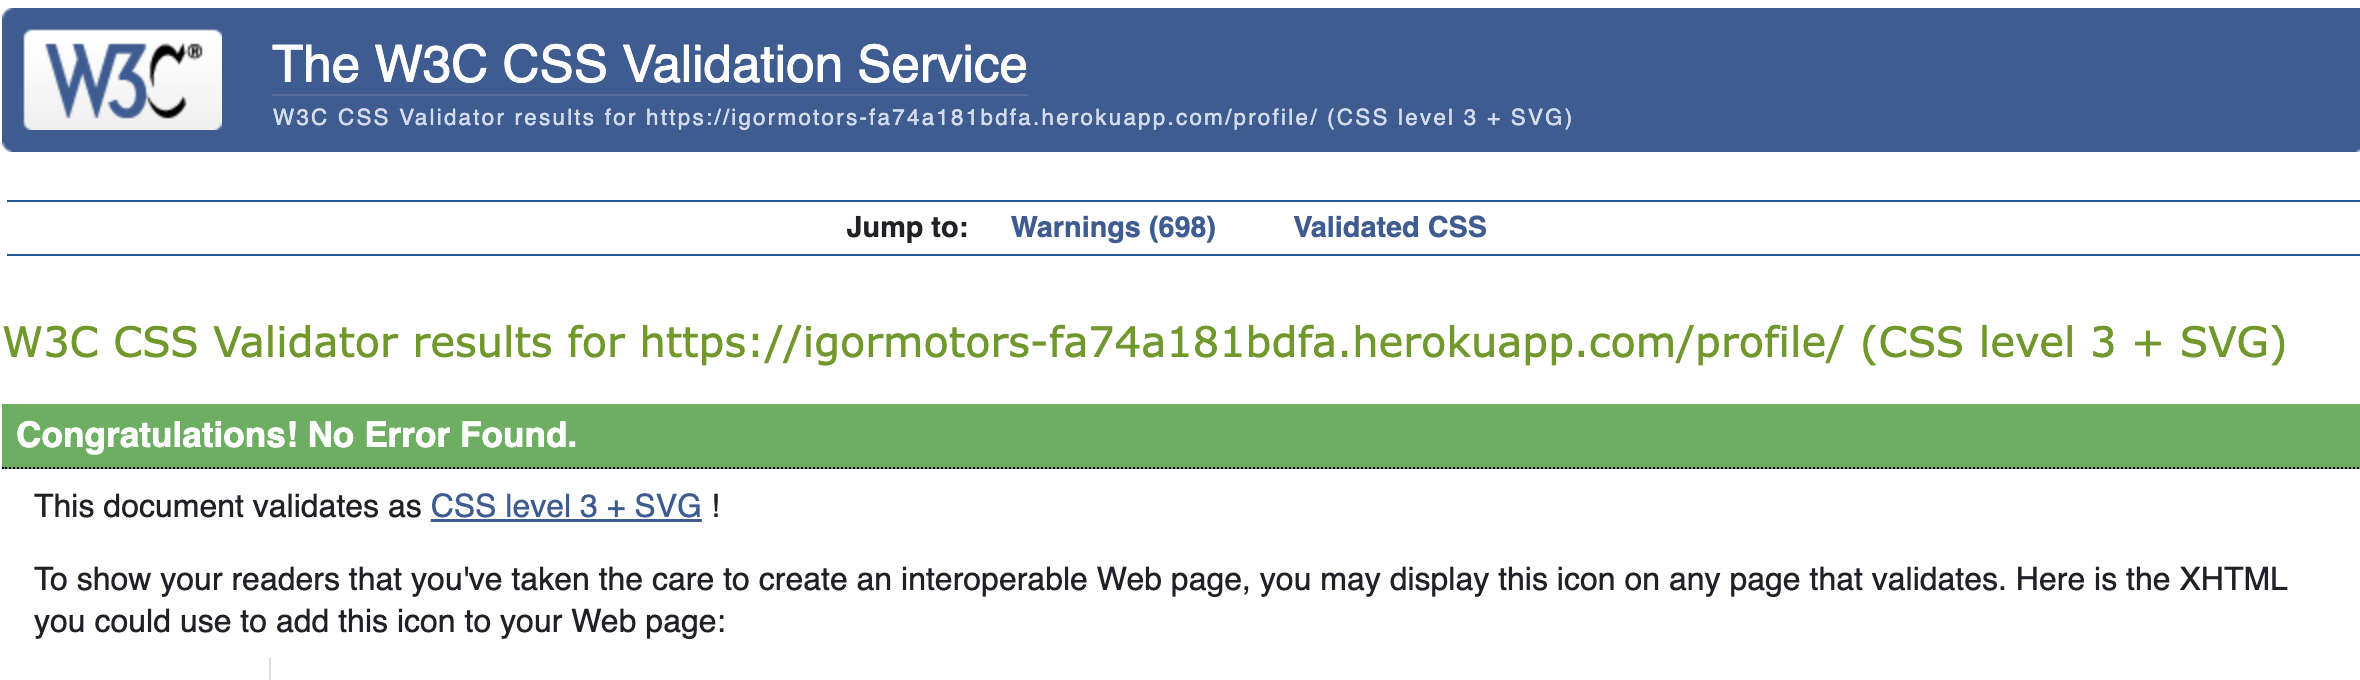 W3C®
The W3C CSS Validation Service
W3C CSS Validator results for https://igormotors-fa74a181bdfa.herokuapp.com/profile/ (CSS level 3 + SVG)
Jump to: Warnings (698) Validated CSS
W3C CSS Validator results for https://igormotors-fa74a181bdfa.herokuapp.com/profile/ (CSS level 3 + SVG)
Congratulations! No Error Found.
This document validates as CSS level 3 + SVG !
To show your readers that you've taken the care to create an interoperable Web page, you may display this icon on any page that validates. Here is the XHTML
you could use to add this icon to your Web page: